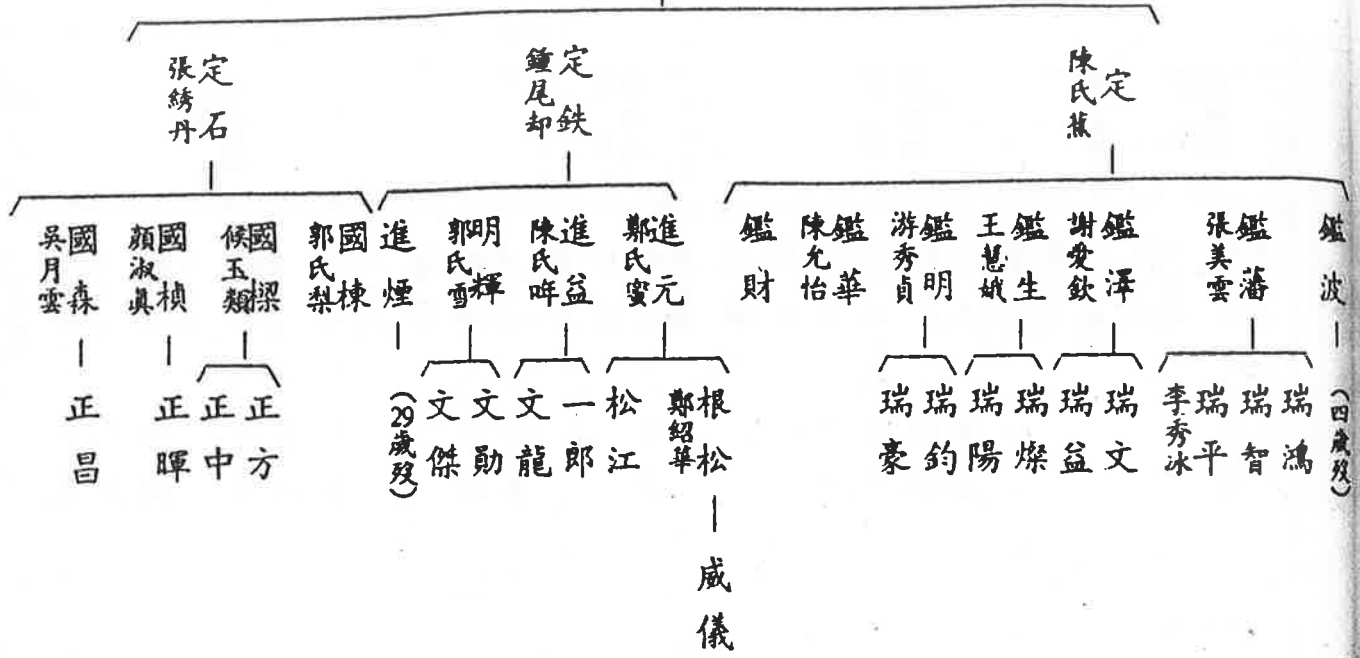 定
陳氏蕉
定鉄
鍾尾却
定石
張綉丹
鑑波
鑑藩
張美雲
鑑澤
謝愛欽
鑑生
王慧娥
鑑明
游秀貞
鑑華
陳允怡
鑑財
進元
鄭氏蜜
進益
陳氏哖
明輝
郭氏雪
進煙
國棟
郭氏梨
國樑
候玉顏
國楨
顏淑眞
國森
吳月雲
(四歲歿)
瑞鴻
瑞智
瑞平
李秀冰
瑞文
瑞益
瑞燦
瑞陽
瑞鈞
瑞豪
根松
鄭紹華
松江
一郎
文龍
文勛
文傑
(29歲歿)
正方
正中
正暉
正昌
威儀